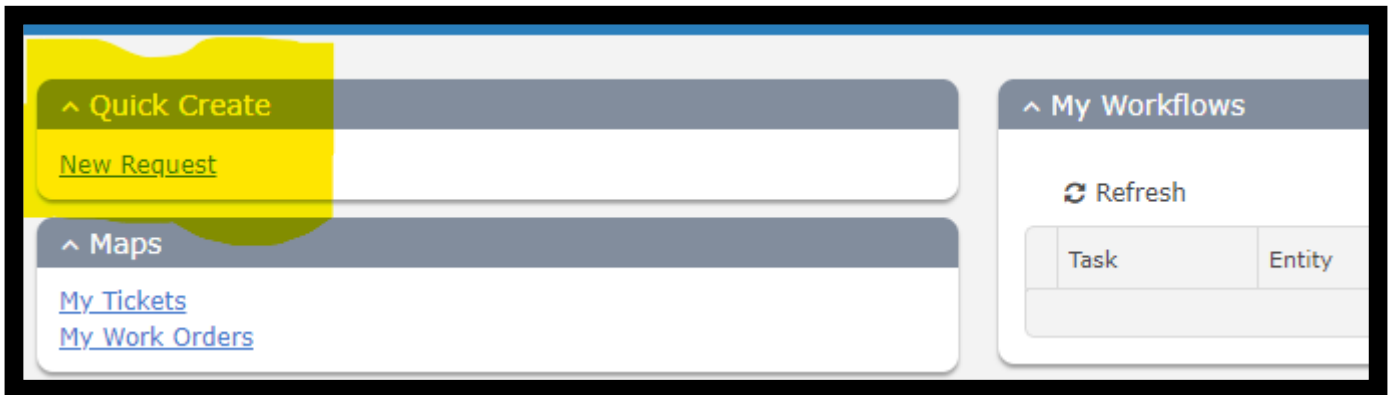 Quick Create
New Request
Maps
My Tickets
My Work Orders
My Workflows
Refresh
Task Entity